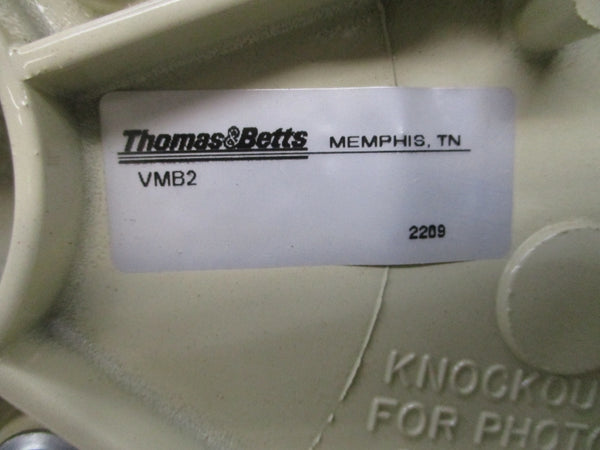 Thomas&Betts MEMPHIS, TN
VMB2
2209
KNOCKOU
FOR PHOTO